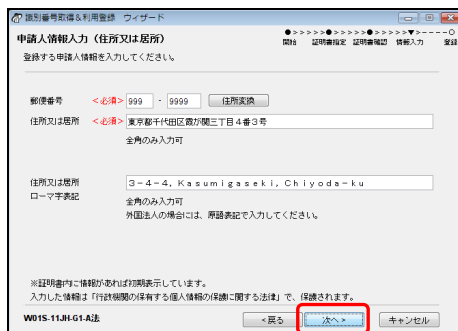 識別番号取得&利用登録 ウィザード
申請人情報入力(住所又は居所)
●>>>>>●>>>>>●>>>>>▼>----○
開始 証明書指定 証明書確認 情報入力 登録
登録する申請人情報を入力してください。
郵便番号 <必須> 999 - 9999 住所変換
住所又は居所 <必須> 東京都千代田区霞が関三丁目4番3号
全角のみ入力可
住所又は居所 3-4-4, Kasumigaseki, Chiyoda-ku
ローマ字表記 全角のみ入力可
外国法人の場合には、原語表記で入力してください。
※証明書内に情報があれば初期表示しています。
入力した情報は「行政機関の保有する個人情報の保護に関する法律」で、保護されます。
W01S-11JH-G1-A法 <戻る 次へ> キャンセル